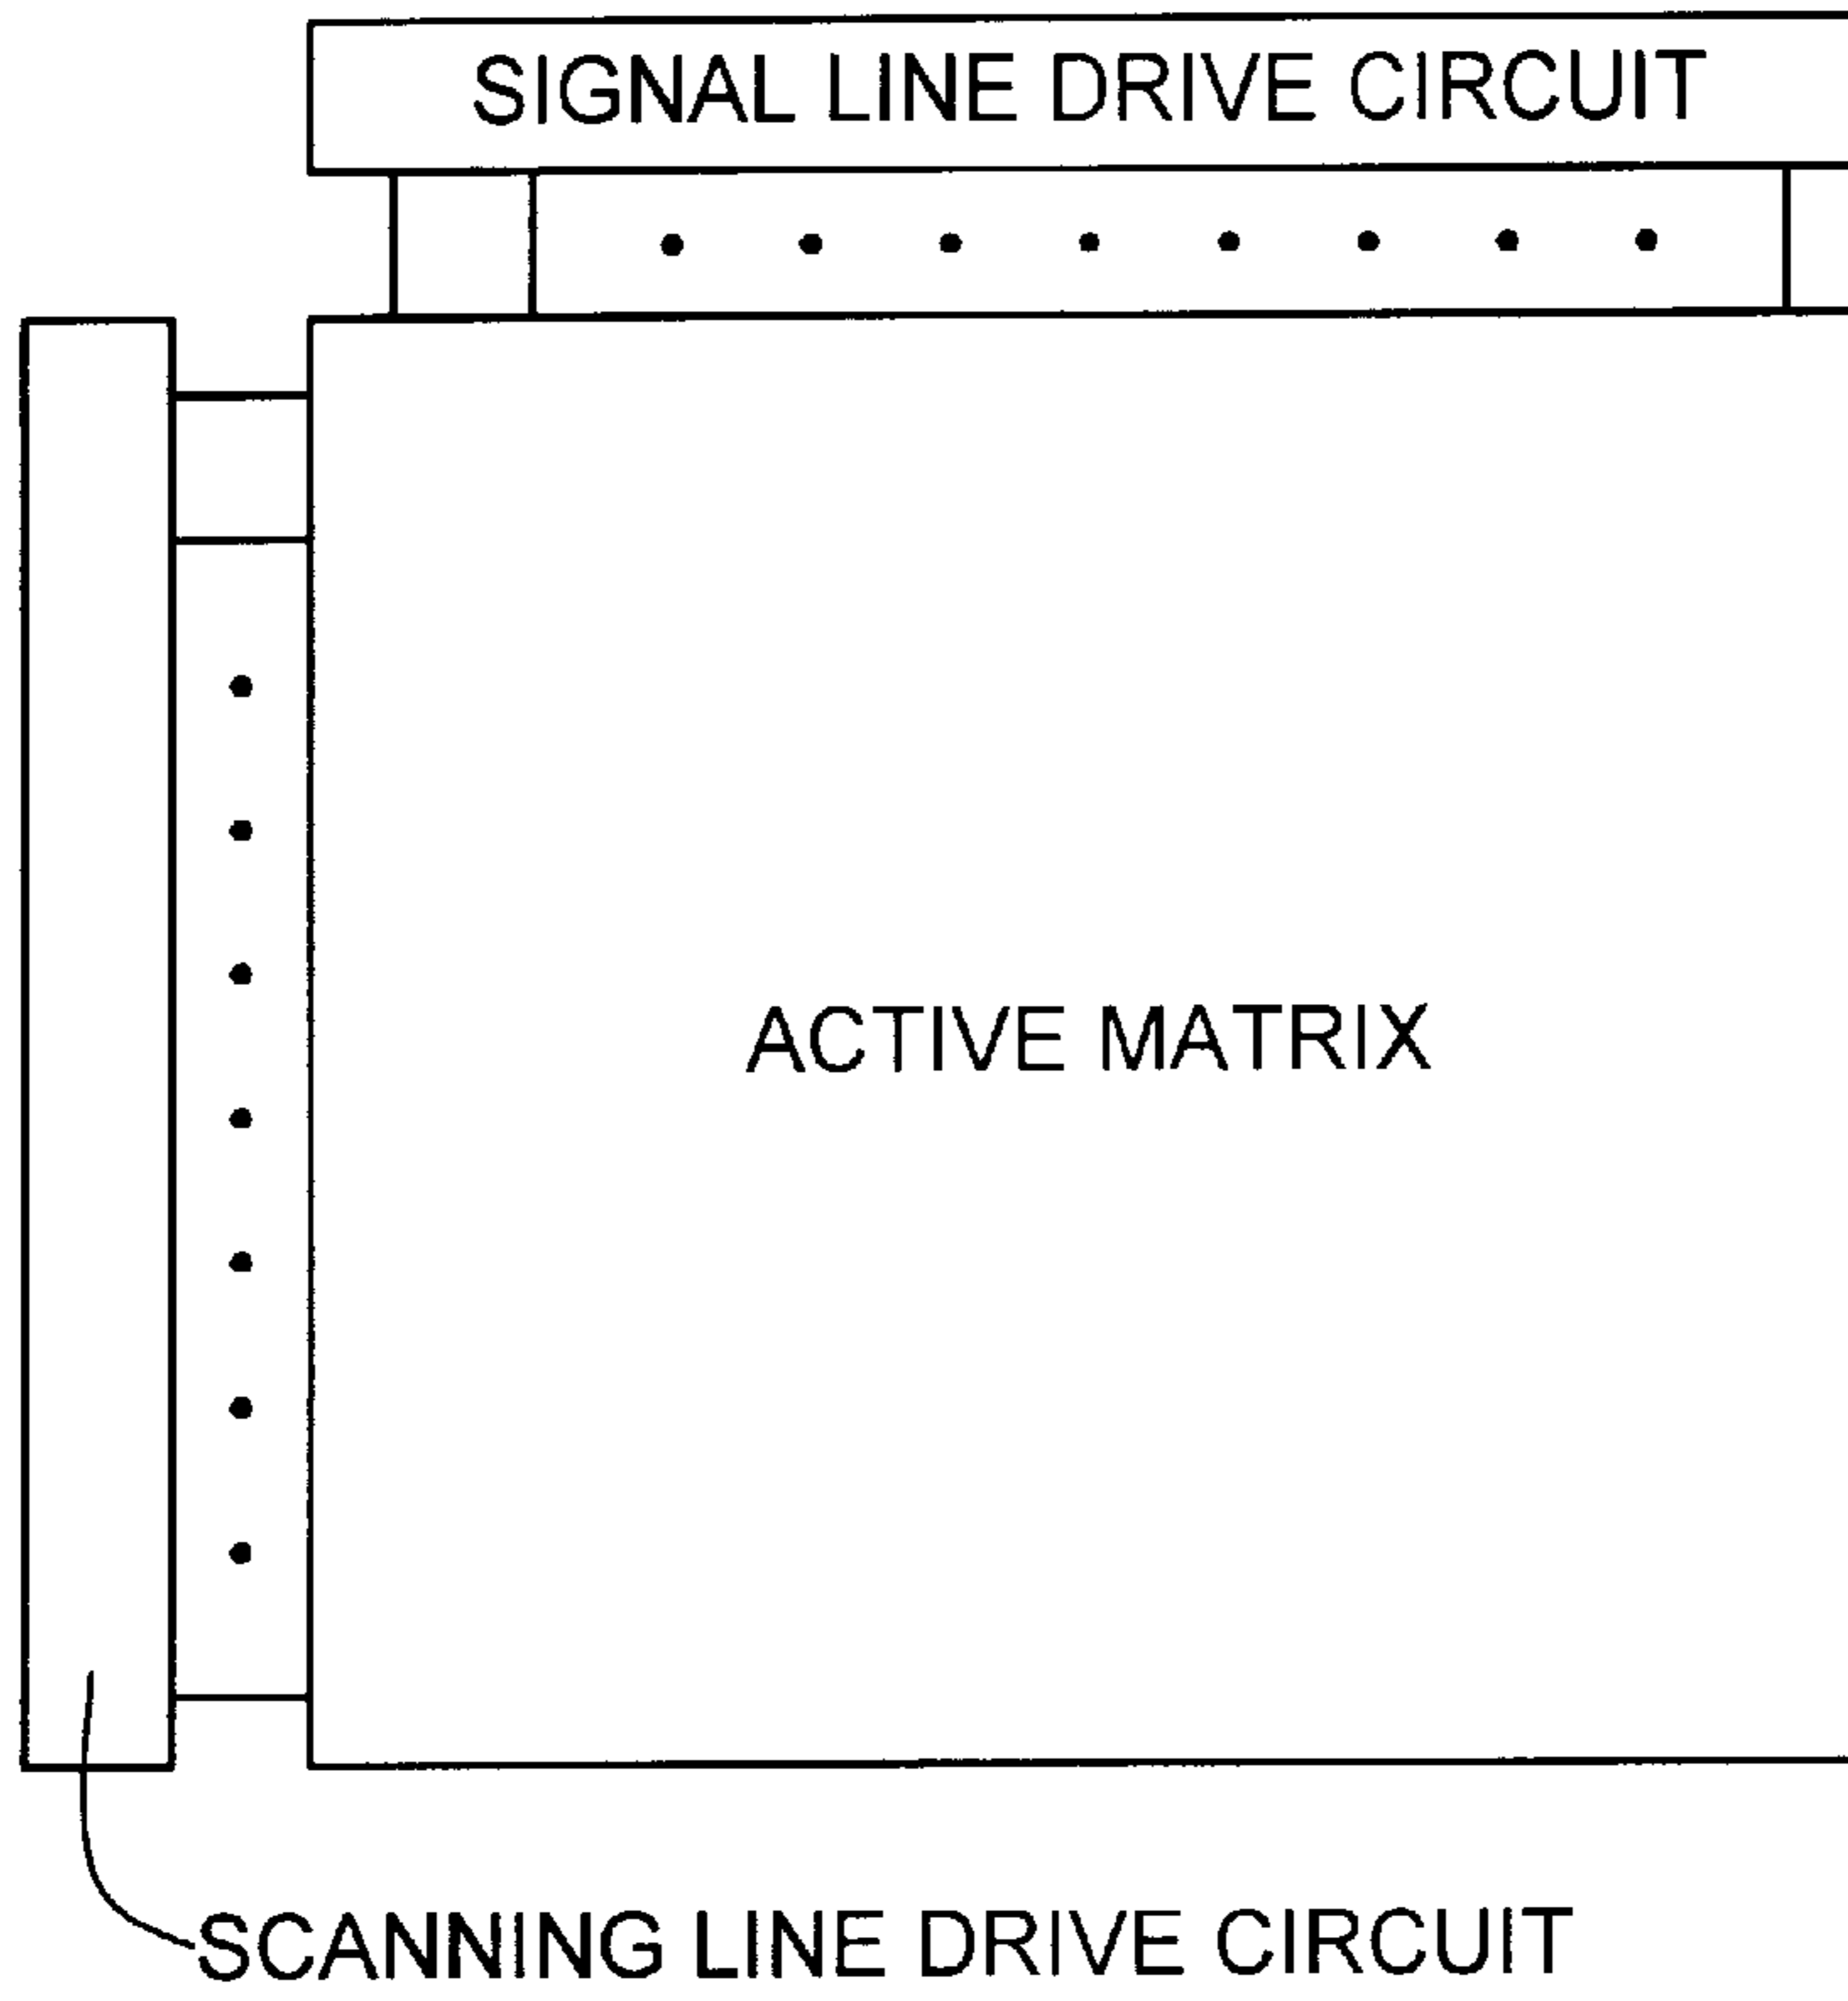 SIGNAL LINE DRIVE CIRCUIT
ACTIVE MATRIX
SCANNING LINE DRIVE CIRCUIT